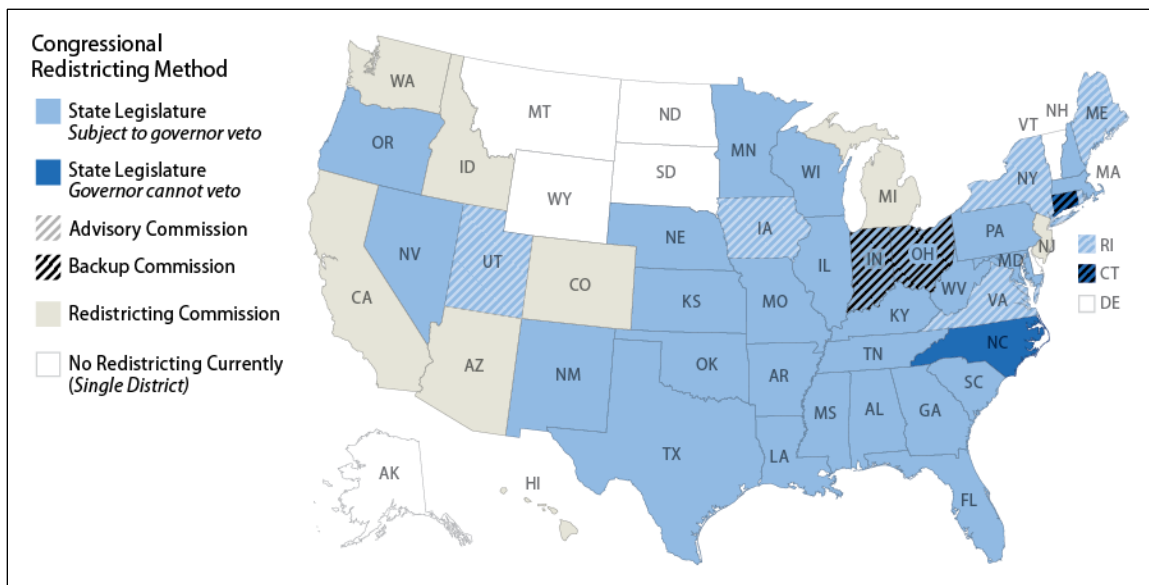 Congressional
Redistricting Method
State Legislature
Subject to governor veto
State Legislature
Governor cannot veto
Advisory Commission
Backup Commission
Redistricting Commission
No Redistricting Currently
(Single District)
WA
OR
ID
MT
ND
SD
WY
MN
WI
MI
NV
UT
CO
CA
AZ
NM
NE
KS
OK
TX
IA
MO
AR
LA
IL
IN
OH
KY
TN
MS
AL
GA
FL
SC
NC
VA
WV
MD
PA
NJ
NY
VT
NH
ME
MA
RI
CT
DE
AK
HI